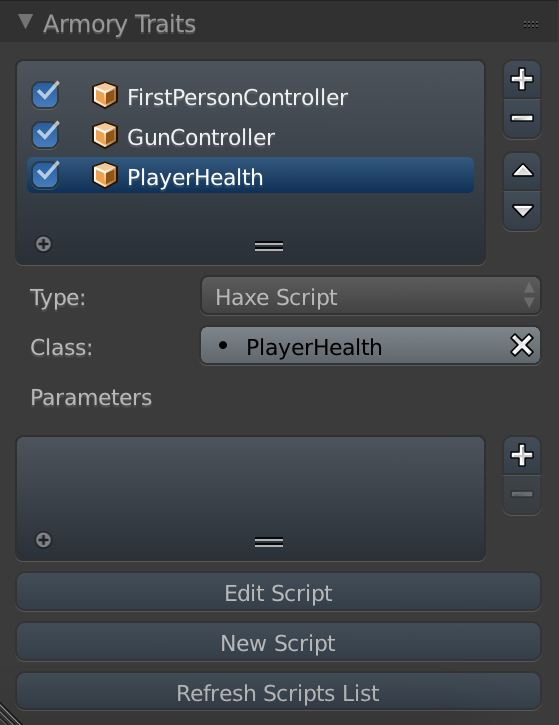 Armory Traits
FirstPersonController
GunController
PlayerHealth
Type: Haxe Script
Class: PlayerHealth
Parameters
Edit Script
New Script
Refresh Scripts List